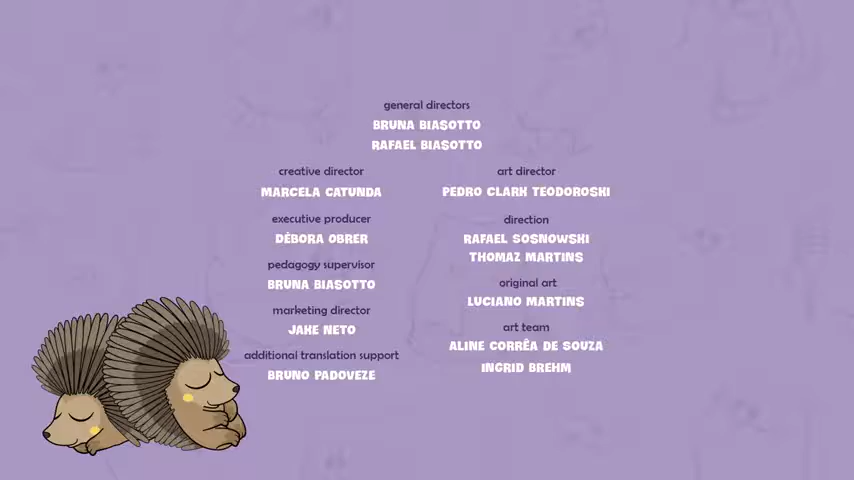 general directors
BRUNA BIASOTTO
RAFAEL BIASOTTO
creative director
MARCELA CATUNDA
executive producer
DÉBORA OBRER
pedagogy supervisor
BRUNA BIASOTTO
marketing director
JAKE NETO
additional translation support
BRUNO PADOVEZE
art director
PEDRO CLARK TEODOROSKI
direction
RAFAEL SOSNOWSKI
THOMAZ MARTINS
original art
LUCIANO MARTINS
art team
ALINE CORRÊA DE SOUZA
INGRID BREHM